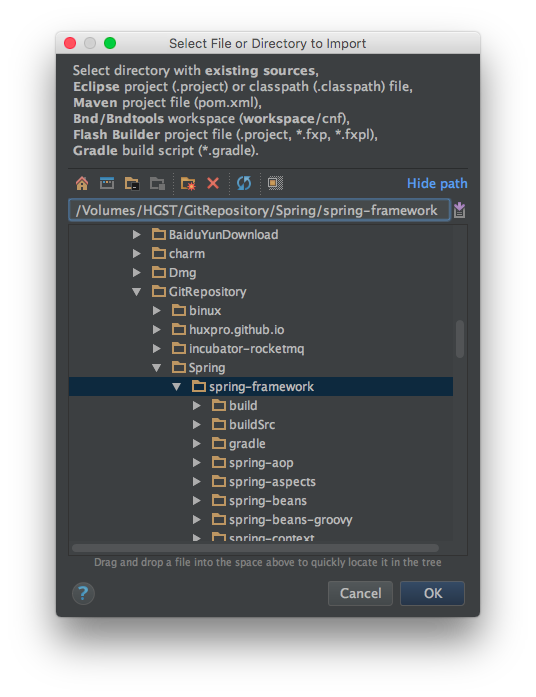 Select File or Directory to Import
Select directory with existing sources,
Eclipse project (.project) or classpath (.classpath) file,
Maven project file (pom.xml),
Bnd/Bndtools workspace (workspace/cnf),
Flash Builder project file (.project, *.fxp, *.fxpl),
Gradle build script (*.gradle).
Hide path
/Volumes/HGST/GitRepository/Spring/spring-framework
BaiduYunDownload
charm
Dmg
GitRepository
binux
huxpro.github.io
incubator-rocketmq
Spring
spring-framework
build
buildSrc
gradle
spring-aop
spring-aspects
spring-beans
spring-beans-groovy
spring-context
Drag and drop a file into the space above to quickly locate it in the tree
?
Cancel
OK